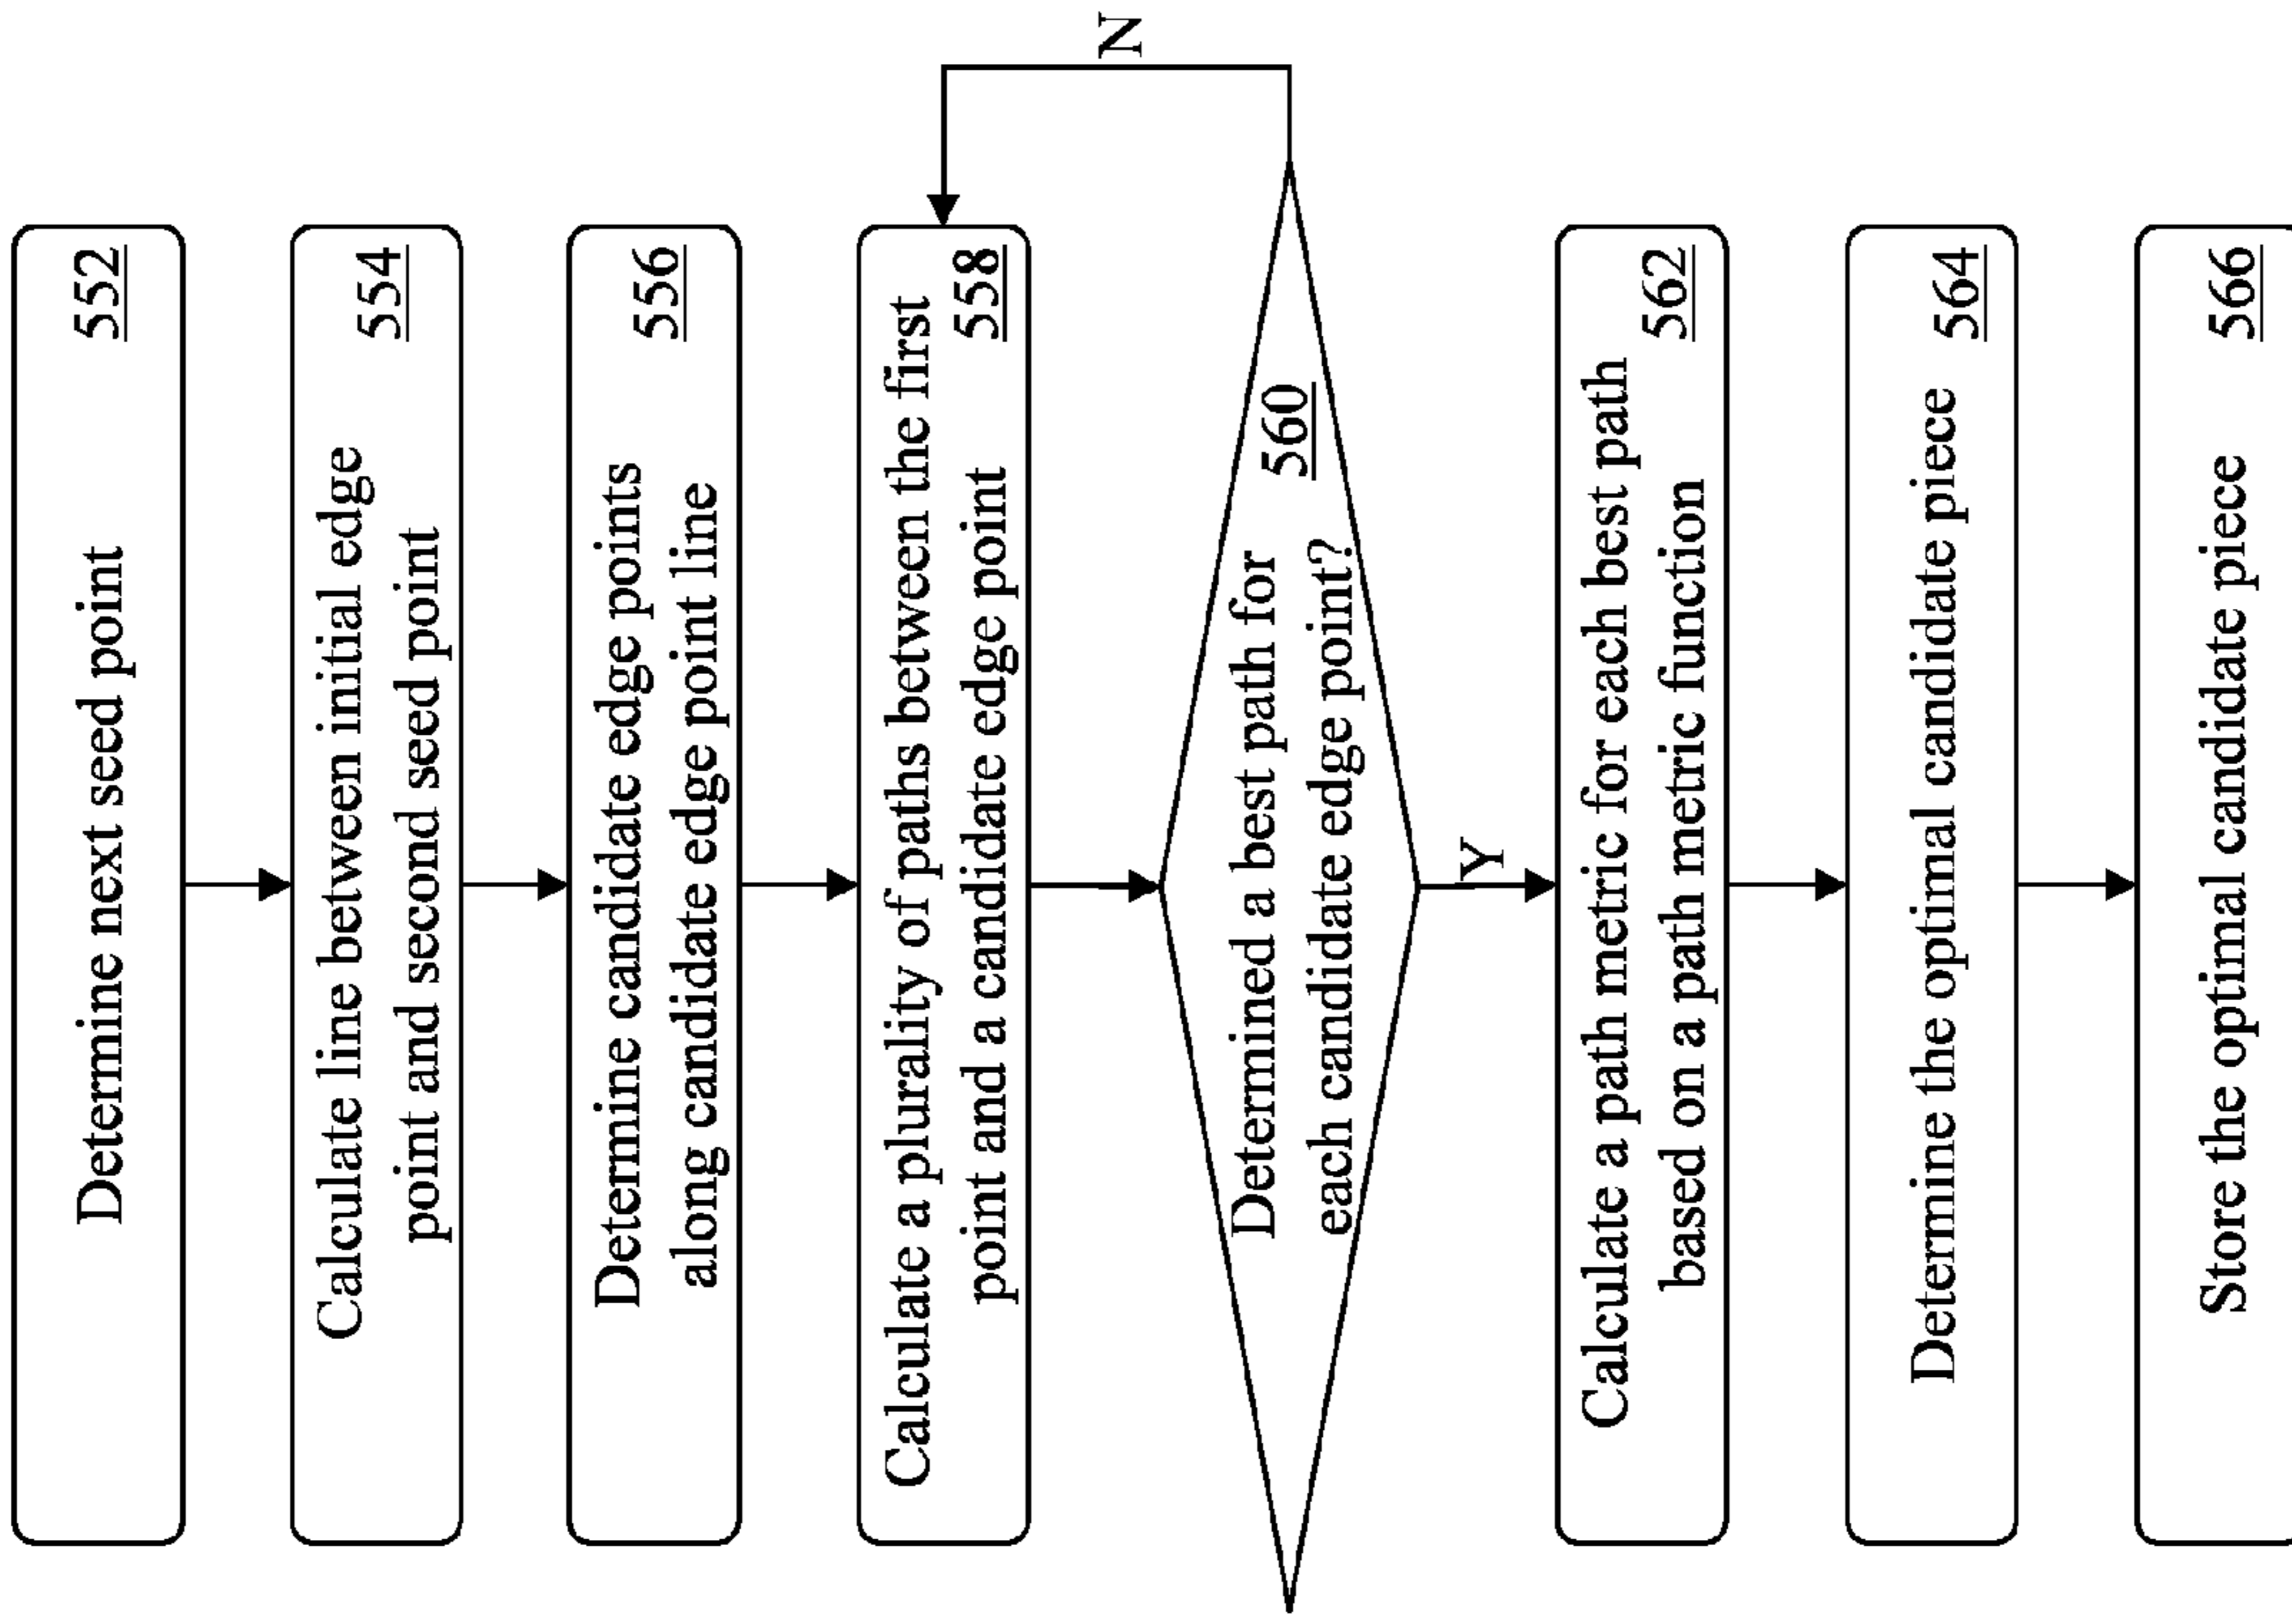 Determine next seed point 552
Calculate line between initial edge
point and second seed point 554
Determine candidate edge points
along candidate edge point line 556
Calculate a plurality of paths between the first
point and a candidate edge point 558
N
Determined a best path for
each candidate edge point? 560
Y
Calculate a path metric for each best path
based on a path metric function 562
Determine the optimal candidate piece 564
Store the optimal candidate piece 566